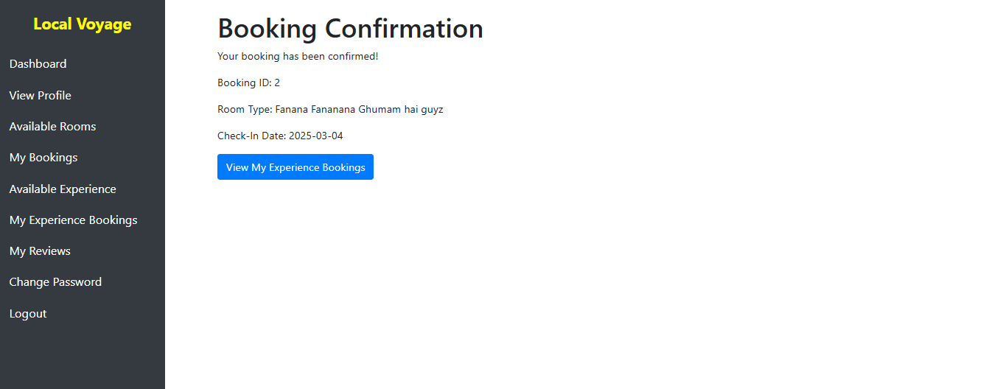 Local Voyage
Dashboard
View Profile
Available Rooms
My Bookings
Available Experience
My Experience Bookings
My Reviews
Change Password
Logout
Booking Confirmation
Your booking has been confirmed!
Booking ID: 2
Room Type: Fanana Fananana Ghumam hai guyz
Check-In Date: 2025-03-04
View My Experience Bookings